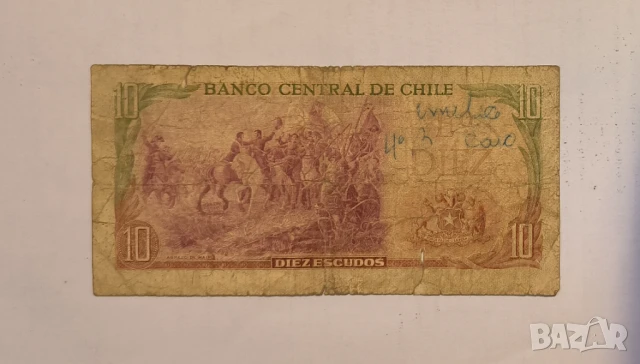 10 BANCO CENTRAL DE CHILE 10
DIEZ
10 DIEZ ESCUDOS 10
BAZAR